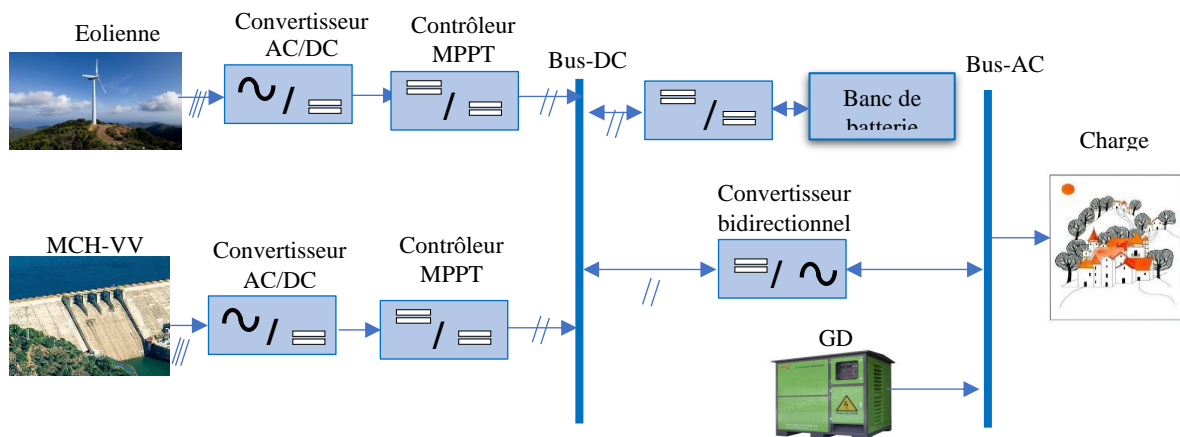 Eolienne
Convertisseur
AC/DC
Contrôleur
MPPT
Bus-DC
Banc de
batterie
Bus-AC
Charge
MCH-VV
Convertisseur
AC/DC
Contrôleur
MPPT
Convertisseur
bidirectionnel
GD